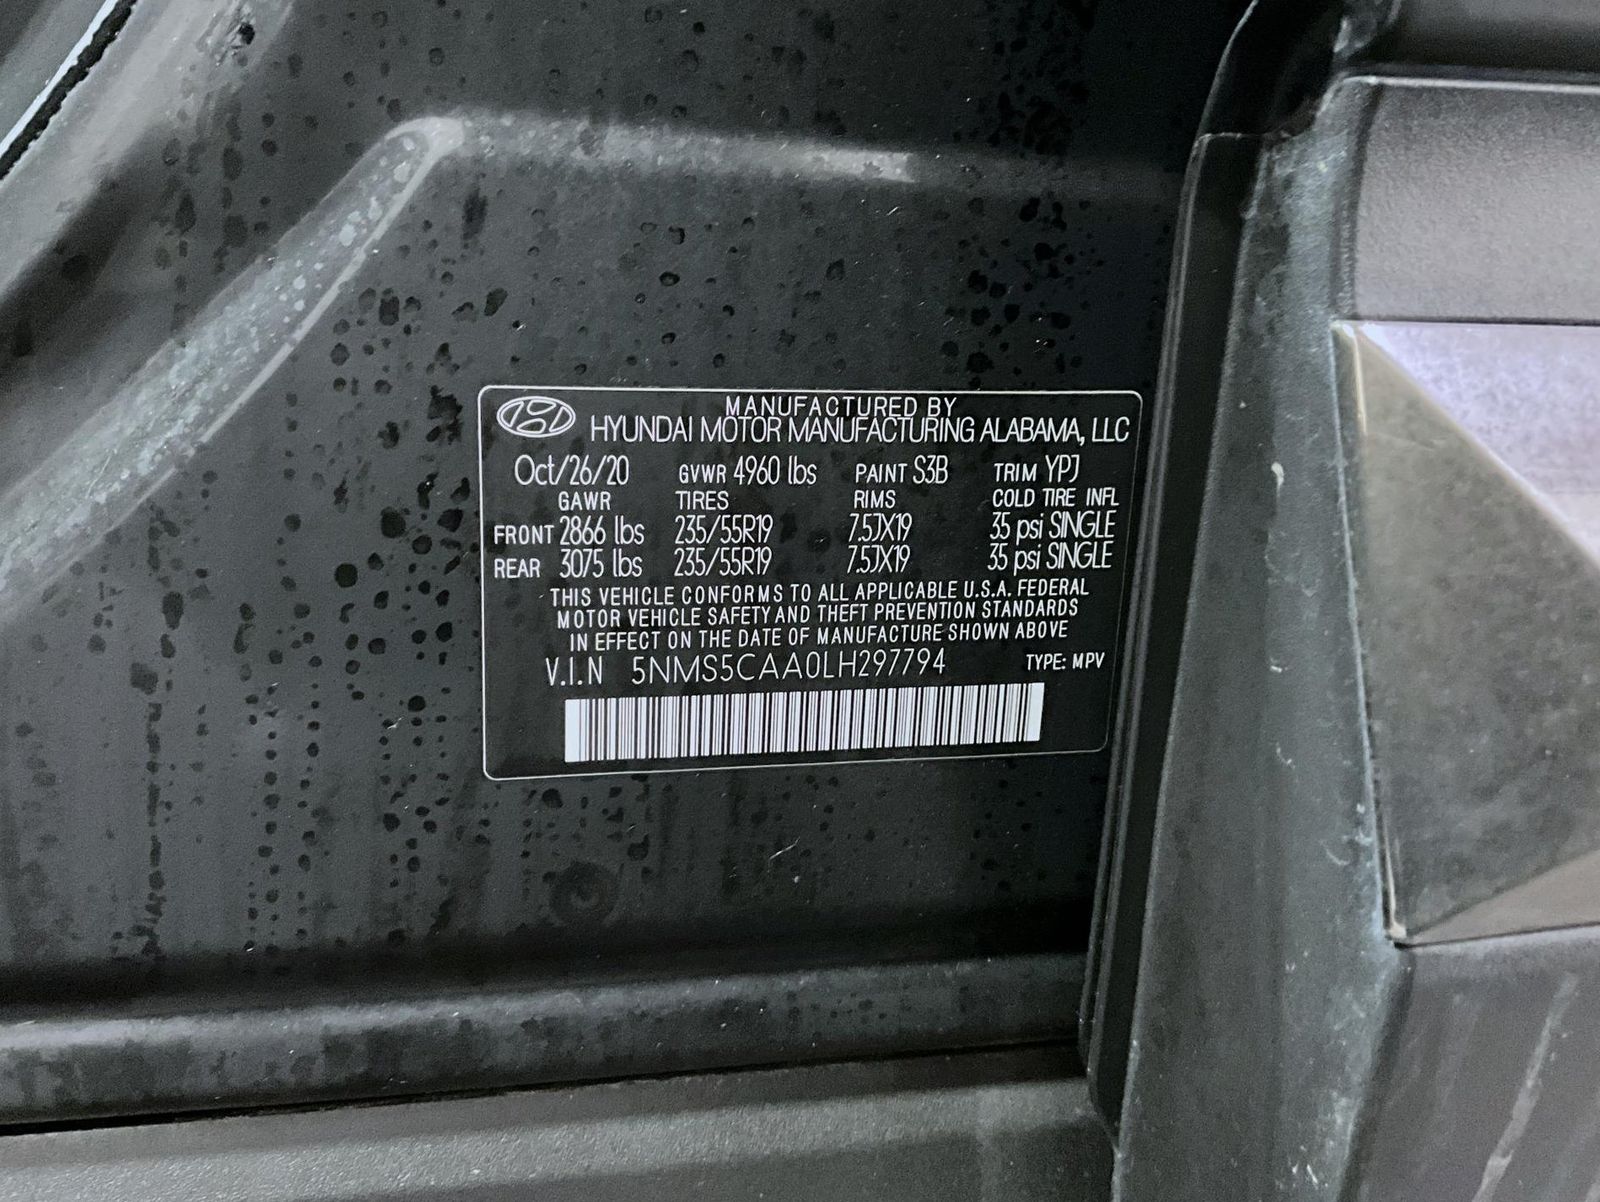 MANUFACTURED BY
HYUNDAI MOTOR MANUFACTURING ALABAMA, LLC
Oct/26/20 GVWR 4960 lbs PAINT S3B TRIM YPJ
GAWR TIRES RIMS COLD TIRE INFL
FRONT 2866 lbs 235/55R19 7.5JX19 35 psi SINGLE
REAR 3075 lbs 235/55R19 7.5JX19 35 psi SINGLE
THIS VEHICLE CONFORMS TO ALL APPLICABLE U.S.A. FEDERAL
MOTOR VEHICLE SAFETY AND THEFT PREVENTION STANDARDS
IN EFFECT ON THE DATE OF MANUFACTURE SHOWN ABOVE
V.I.N 5NMS5CAA0LH297794 TYPE: MPV